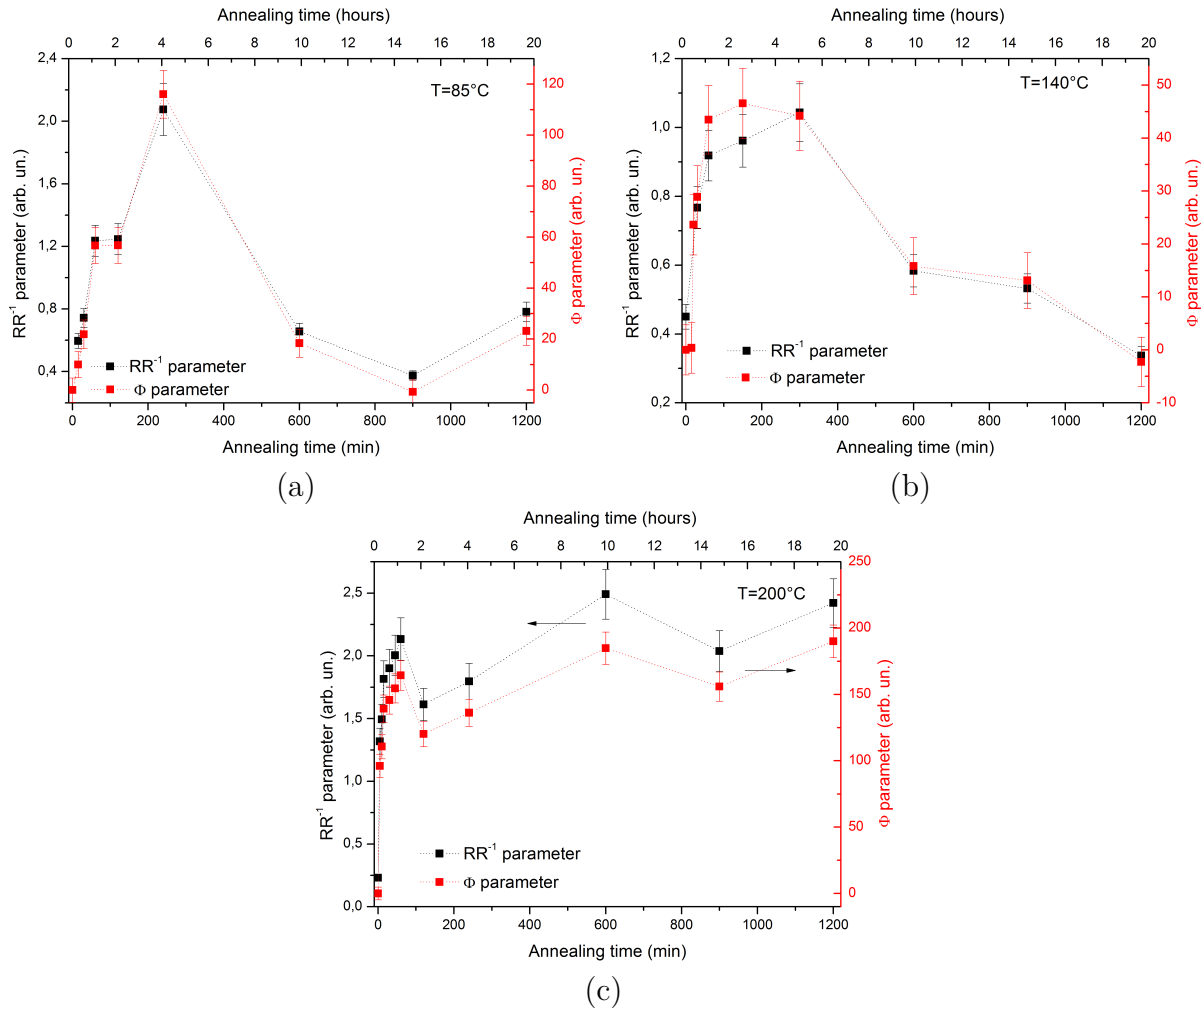 Annealing time (hours)
0 2 4 6 8 10 12 14 16 18 20
2,4
2,0
1,6
1,2
0,8
0,4
RR⁻¹ parameter (arb. un.)
T=85°C
RR⁻¹ parameter
Φ parameter
120
100
80
60
40
20
0
Φ parameter (arb. un.)
0 200 400 600 800 1000 1200
Annealing time (min)
(a)
Annealing time (hours)
0 2 4 6 8 10 12 14 16 18 20
1,2
1,0
0,8
0,6
0,4
0,2
RR⁻¹ parameter (arb. un.)
T=140°C
RR⁻¹ parameter
Φ parameter
50
40
30
20
10
0
-10
Φ parameter (arb. un.)
0 200 400 600 800 1000 1200
Annealing time (min)
(b)
Annealing time (hours)
0 2 4 6 8 10 12 14 16 18 20
2,5
2,0
1,5
1,0
0,5
0,0
RR⁻¹ parameter (arb. un.)
T=200°C
RR⁻¹ parameter
Φ parameter
250
200
150
100
50
0
Φ parameter (arb. un.)
0 200 400 600 800 1000 1200
Annealing time (min)
(c)